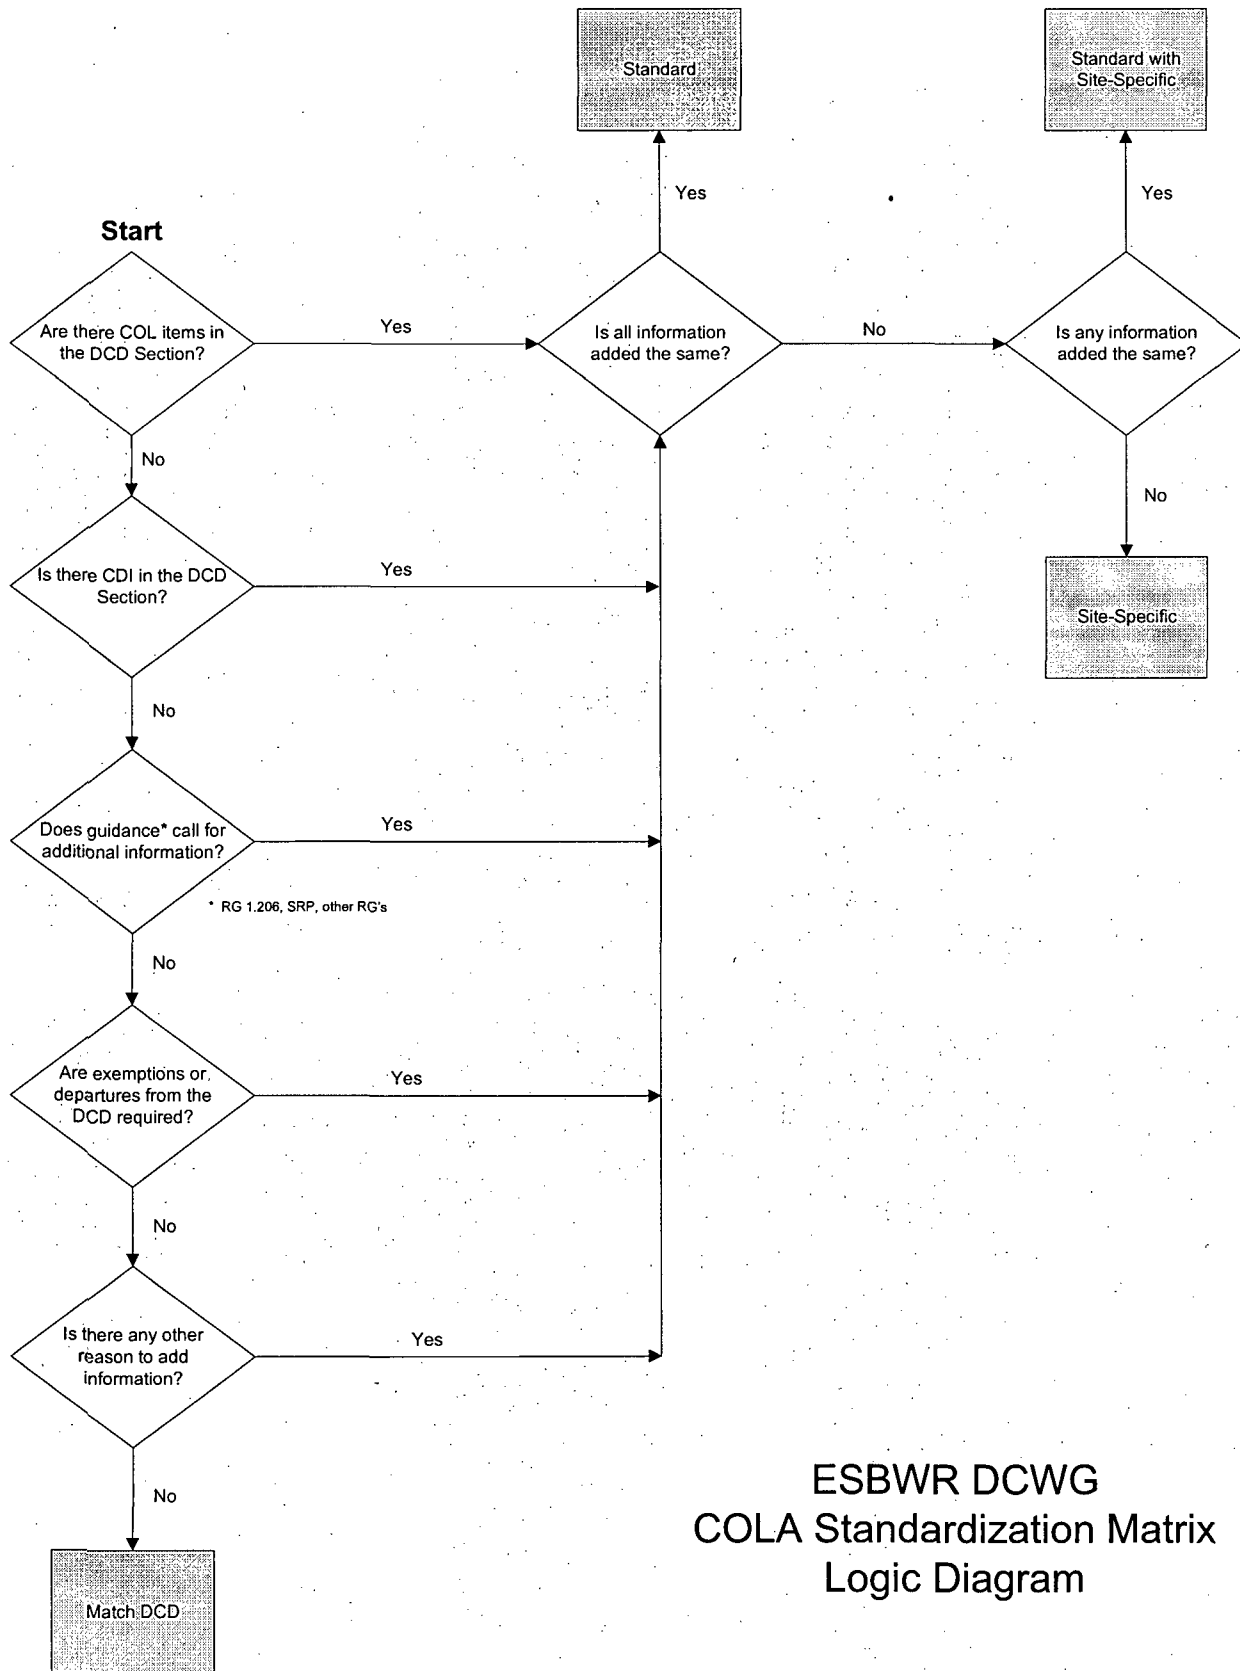 Standard
Standard with
Site-Specific
Yes
Yes
Start
Are there COL items in
the DCD Section?
Yes
Is all information
added the same?
No
Is any information
added the same?
No
No
Is there CDI in the DCD
Section?
Yes
Site-Specific
No
Does guidance* call for
additional information?
Yes
* RG 1.206, SRP, other RG's
No
Are exemptions or
departures from the
DCD required?
Yes
No
Is there any other
reason to add
information?
Yes
No
Match DCD
ESBWR DCWG
COLA Standardization Matrix
Logic Diagram